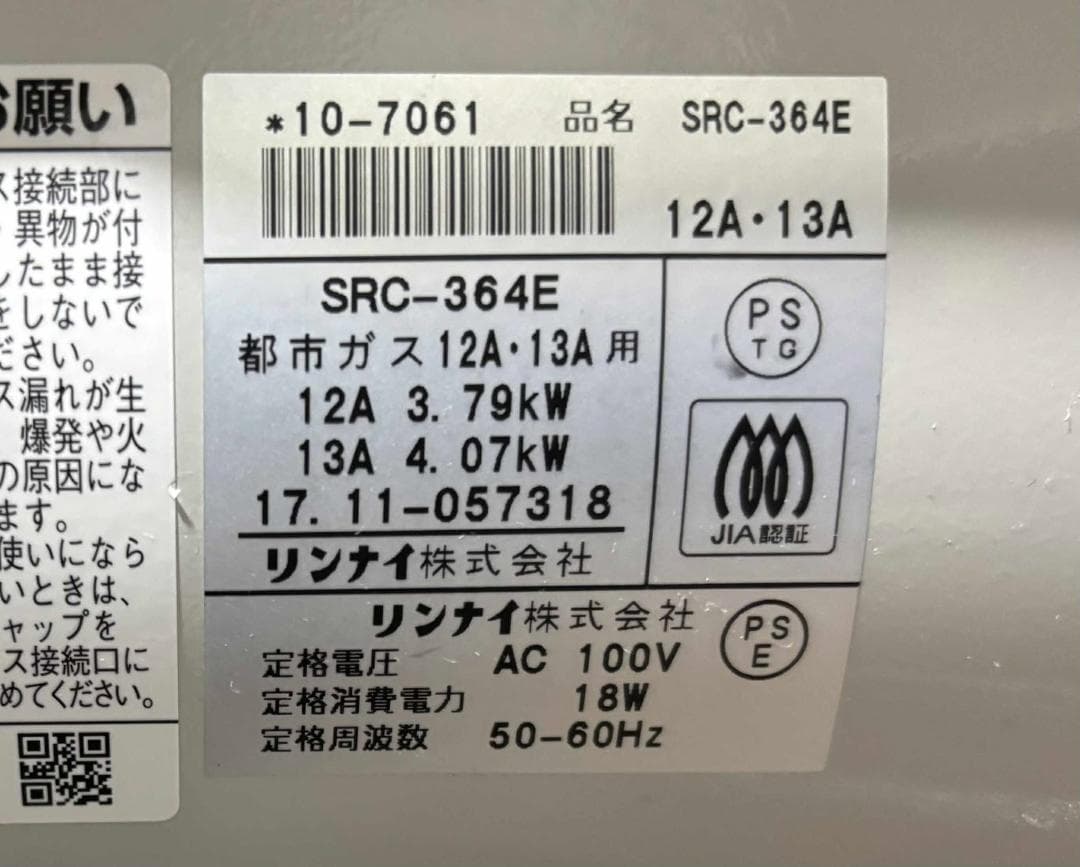 お願い
ス接続部に
異物が付
したまま接
をしないで
ださい。
ス漏れが生
爆発や火
の原因にな
ます。
使いになら
いときは、
ャップを
ス接続口に
めてください。
*10-7061 品名 SRC-364E
12A・13A
SRC-364E
都市ガス12A・13A用
12A 3.79kW
13A 4.07kW
17.11-057318
リンナイ株式会社
PS
TG
JIA認証
リンナイ株式会社
PS
E
定格電圧 AC 100V
定格消費電力 18W
定格周波数 50-60Hz